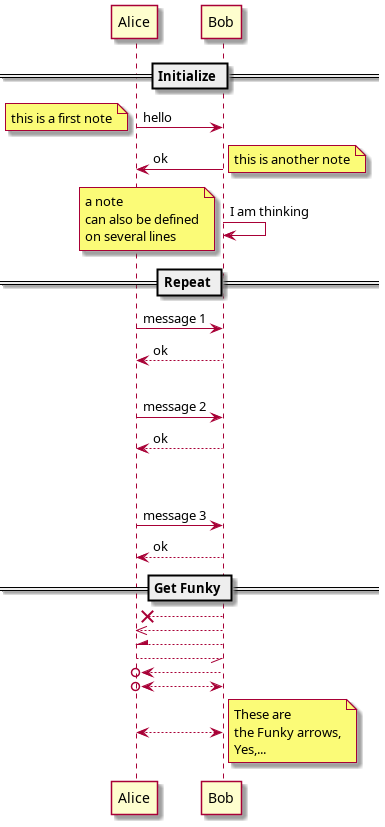 Alice Bob
Initialize
this is a first note
hello
ok
this is another note
a note
can also be defined
on several lines
I am thinking
Repeat
message 1
ok
message 2
ok
message 3
ok
Get Funky
These are
the Funky arrows,
Yes,...
Alice Bob